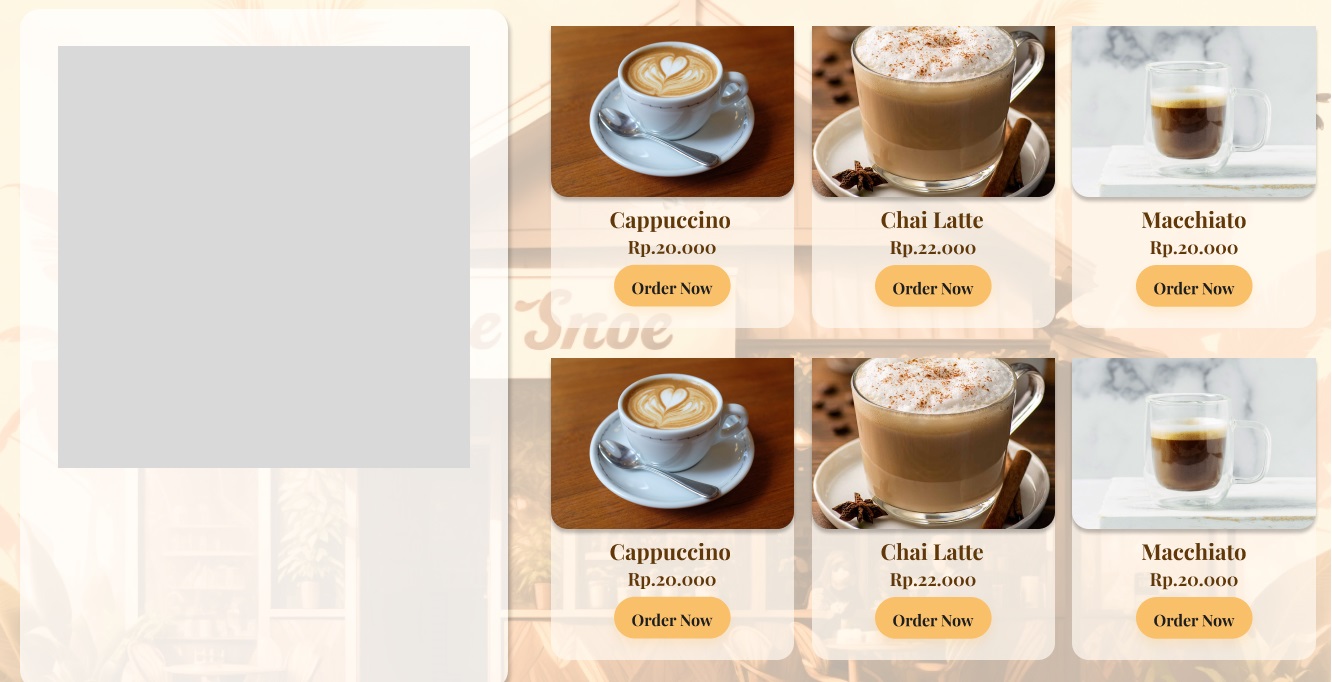 Cappuccino
Rp.20.000
Order Now
Chai Latte
Rp.22.000
Order Now
Macchiato
Rp.20.000
Order Now
e Snoe
Cappuccino
Rp.20.000
Order Now
Chai Latte
Rp.22.000
Order Now
Macchiato
Rp.20.000
Order Now